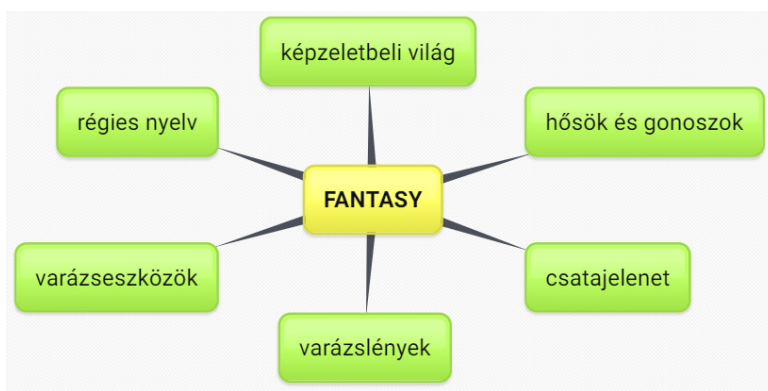 képzeletbeli világ
régies nyelv
hősök és gonoszok
FANTASY
varázseszközök
csatajelenet
varázslények